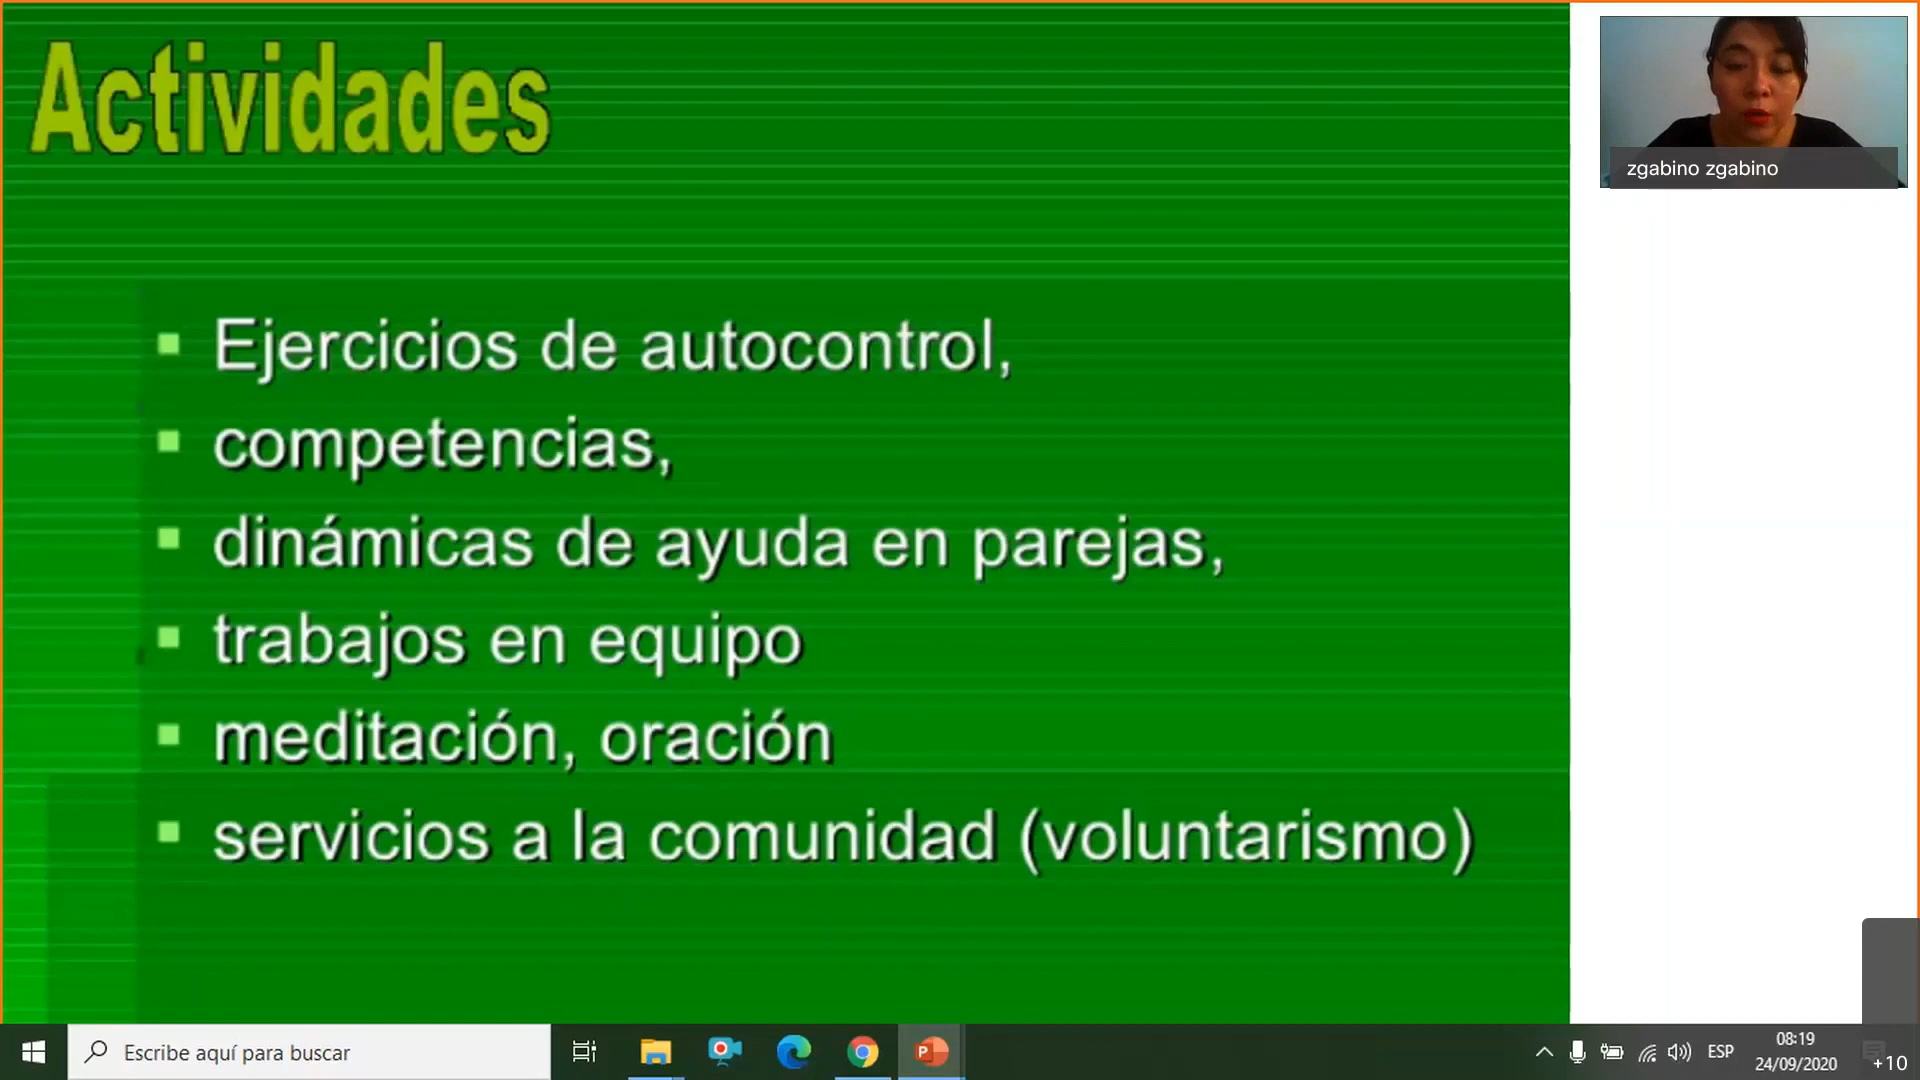 Actividades
zgabino zgabino
Ejercicios de autocontrol,
competencias,
dinámicas de ayuda en parejas,
trabajos en equipo
meditación, oración
servicios a la comunidad (voluntarismo)
Escribe aquí para buscar
P
ESP
08:19
24/09/2020
+10